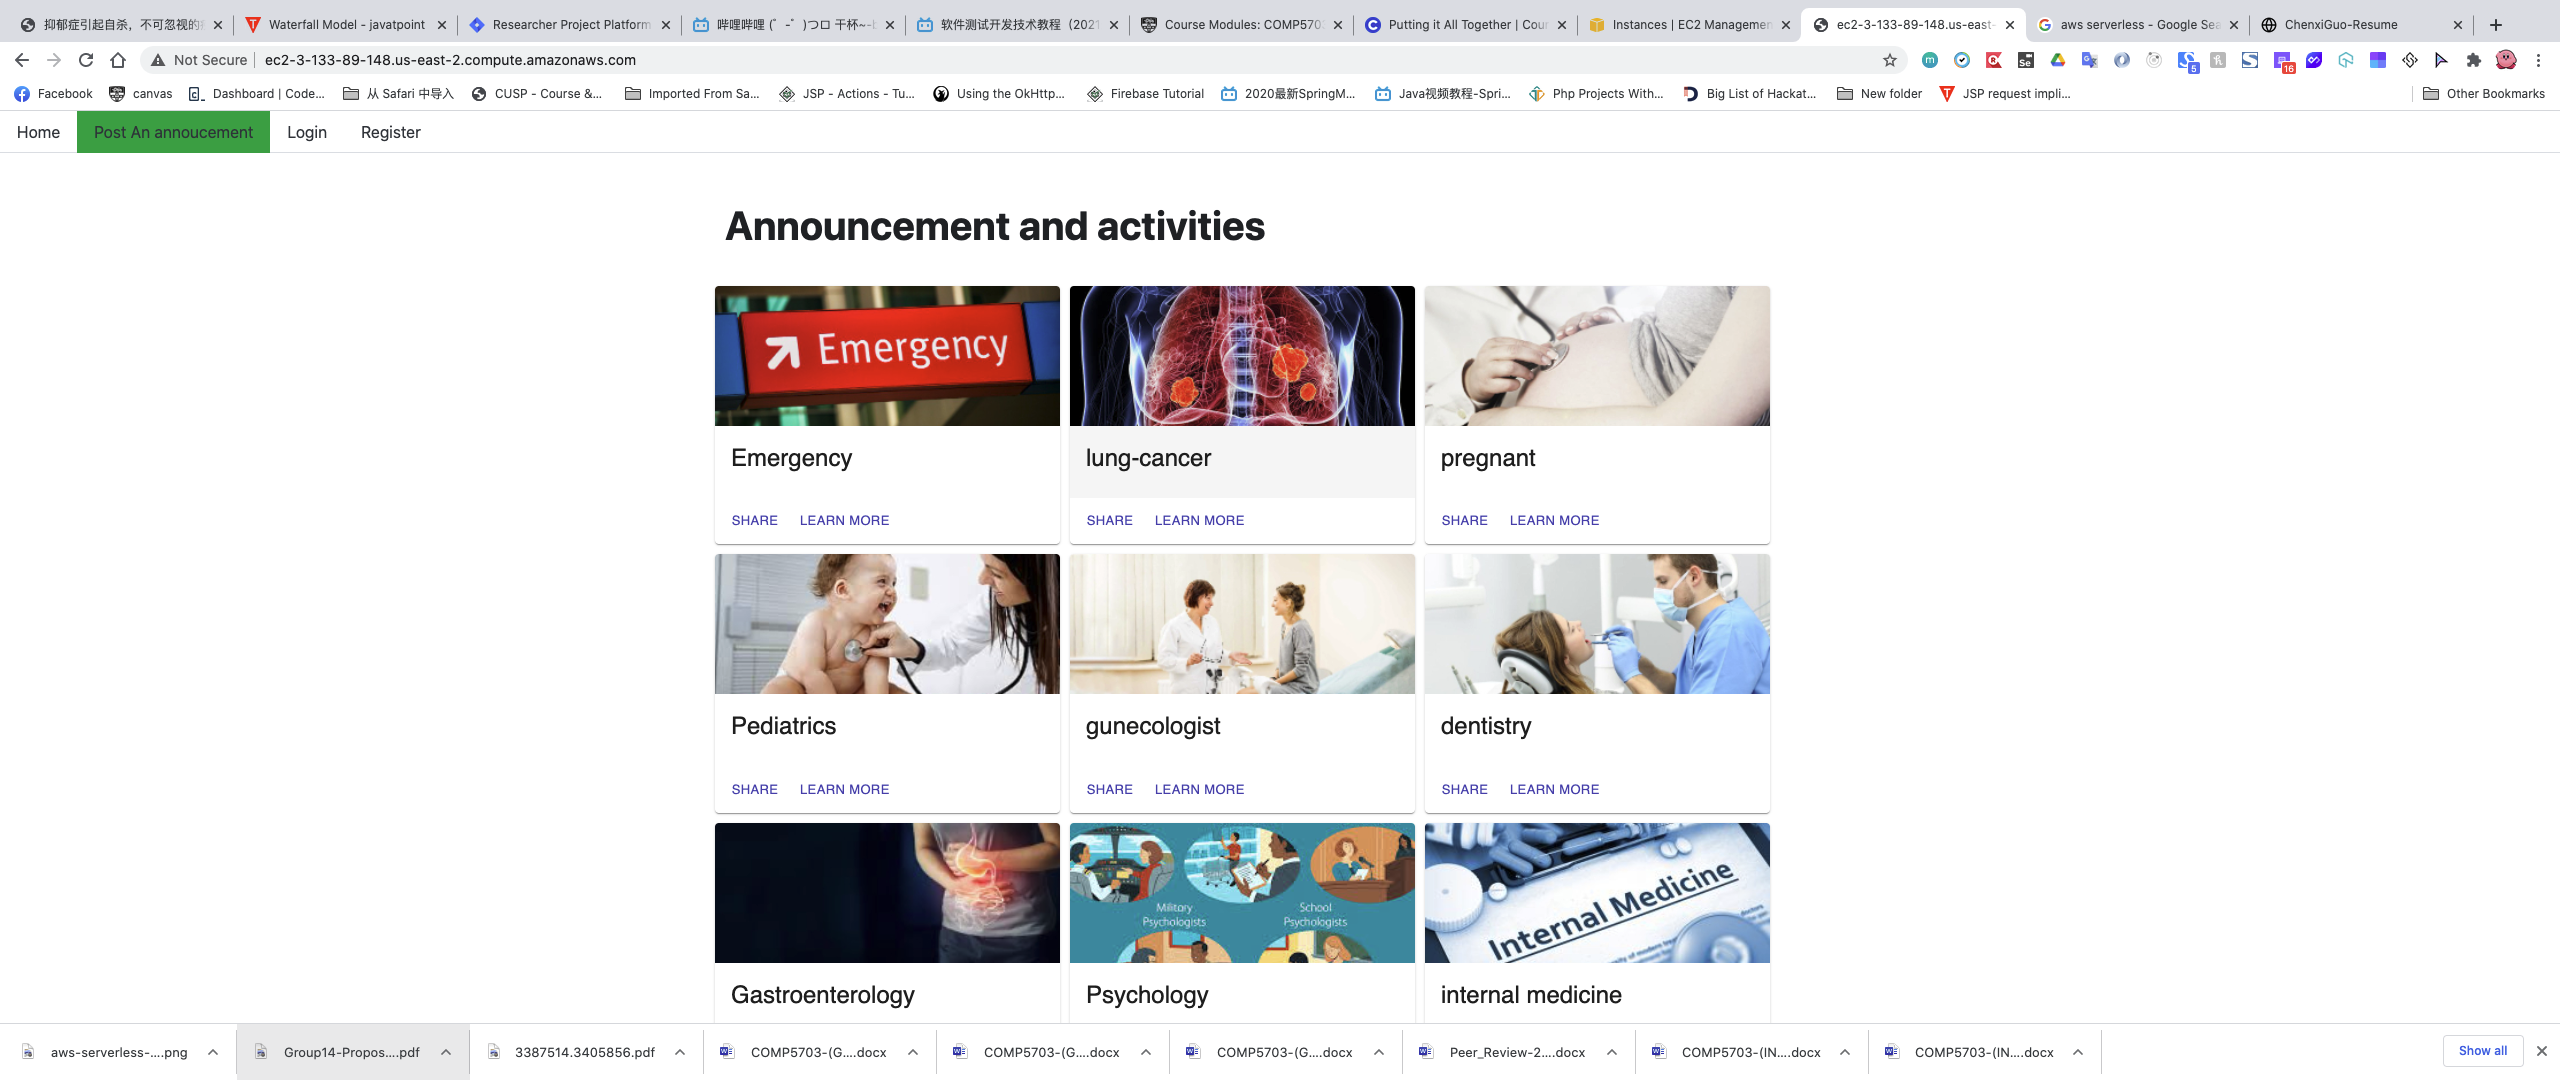 抑郁症引起自杀，不可忽视的
Waterfall Model - javatpoint
Researcher Project Platform
哔哩哔哩 (゜-゜)つロ 干杯~-b
软件测试开发技术教程（2021
Course Modules: COMP570
Putting it All Together | Cour
Instances | EC2 Managemen
ec2-3-133-89-148.us-east-
aws serverless - Google Sea
ChenxiGuo-Resume
Not Secure
ec2-3-133-89-148.us-east-2.compute.amazonaws.com
Se
5
16
Facebook
canvas
Dashboard | Code...
从 Safari 中导入
CUSP - Course &...
Imported From Sa...
JSP - Actions - Tu...
Using the OkHttp...
Firebase Tutorial
2020最新SpringM...
Java视频教程-Spri...
Php Projects With...
Big List of Hackat...
New folder
JSP request impli...
Other Bookmarks
Home
Post An annoucement
Login
Register
Announcement and activities
Emergency
Emergency
lung-cancer
pregnant
SHARE
LEARN MORE
SHARE
LEARN MORE
SHARE
LEARN MORE
Pediatrics
gunecologist
dentistry
SHARE
LEARN MORE
SHARE
LEARN MORE
SHARE
LEARN MORE
Military
Psychologists
School
Psychologists
Internal Medicine
Gastroenterology
Psychology
internal medicine
aws-serverless-....png
Group14-Propos....pdf
3387514.3405856.pdf
COMP5703-(G....docx
COMP5703-(G....docx
COMP5703-(G....docx
Peer_Review-2....docx
COMP5703-(IN....docx
COMP5703-(IN....docx
Show all